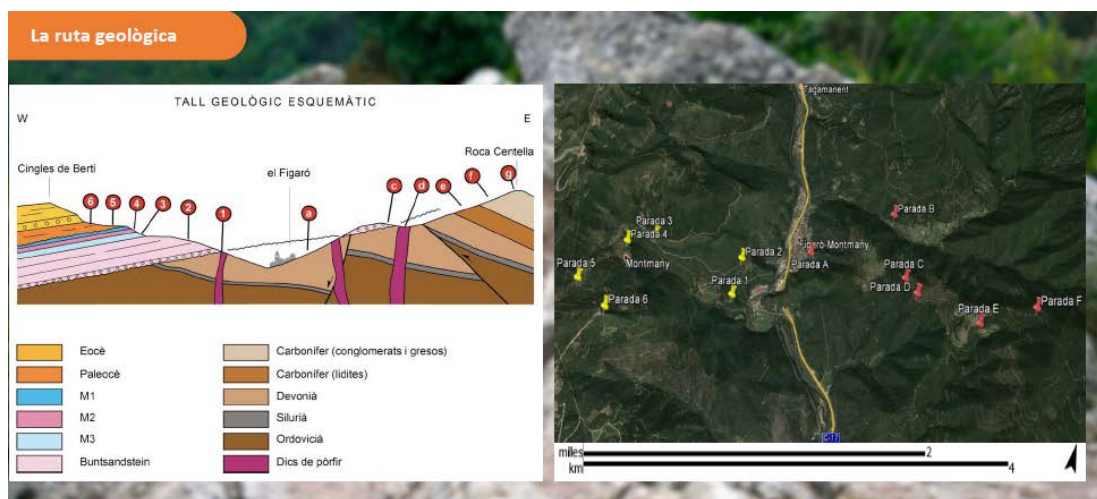 La ruta geològica
TALL GEOLÒGIC ESQUEMÀTIC
W
E
Cingles de Bertí
el Figaró
Roca Centella
6
5
4
3
2
1
a
c
d
e
f
g
Eocè
Paleocè
M1
M2
M3
Buntsandstein
Carbonífer (conglomerats i gresos)
Carbonífer (lidites)
Devonià
Silurià
Ordovicià
Dics de pòrfir
Tagamanent
Parada B
Parada 3
Parada 4
Figaró-Montmany
Parada 2
Montmany
Parada A
Parada 5
Parada C
Parada 1
Parada D
Parada 6
Parada E
Parada F
C-17
miles
2
km
4